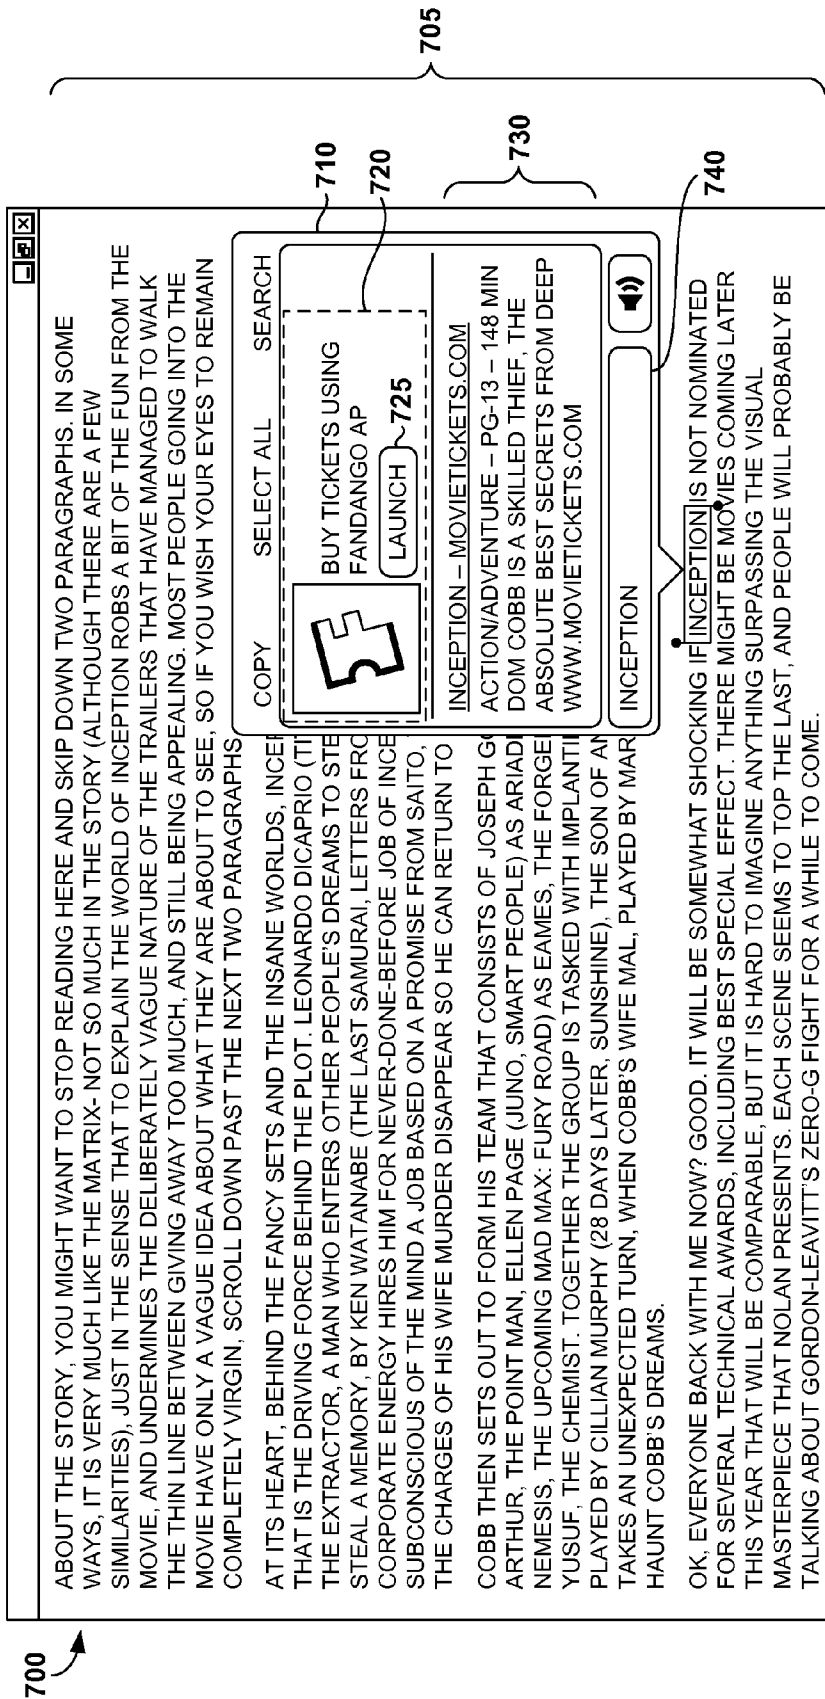 700
705
ABOUT THE STORY, YOU MIGHT WANT TO STOP READING HERE AND SKIP DOWN TWO PARAGRAPHS. IN SOME
WAYS, IT IS VERY MUCH LIKE THE MATRIX- NOT SO MUCH IN THE STORY (ALTHOUGH THERE ARE A FEW
SIMILARITIES), JUST IN THE SENSE THAT TO EXPLAIN THE WORLD OF INCEPTION ROBS A BIT OF THE FUN FROM THE
MOVIE, AND UNDERMINES THE DELIBERATELY VAGUE NATURE OF THE TRAILERS THAT HAVE MANAGED TO WALK
THE THIN LINE BETWEEN GIVING AWAY TOO MUCH, AND STILL BEING APPEALING. MOST PEOPLE GOING INTO THE
MOVIE HAVE ONLY A VAGUE IDEA ABOUT WHAT THEY ARE ABOUT TO SEE, SO IF YOU WISH YOUR EYES TO REMAIN
COMPLETELY VIRGIN, SCROLL DOWN PAST THE NEXT TWO PARAGRAPHS
AT ITS HEART, BEHIND THE FANCY SETS AND THE INSANE WORLDS, INCEP
THAT IS THE DRIVING FORCE BEHIND THE PLOT. LEONARDO DICAPRIO (TI
THE EXTRACTOR, A MAN WHO ENTERS OTHER PEOPLE'S DREAMS TO STE
STEAL A MEMORY, BY KEN WATANABE (THE LAST SAMURAI, LETTERS FRO
CORPORATE ENERGY HIRES HIM FOR NEVER-DONE-BEFORE JOB OF INCE
SUBCONSCIOUS OF THE MIND A JOB BASED ON A PROMISE FROM SAITO,
THE CHARGES OF HIS WIFE MURDER DISAPPEAR SO HE CAN RETURN TO
COBB THEN SETS OUT TO FORM HIS TEAM THAT CONSISTS OF JOSEPH GO
ARTHUR, THE POINT MAN, ELLEN PAGE (JUNO, SMART PEOPLE) AS ARIADI
NEMESIS, THE UPCOMING MAD MAX: FURY ROAD) AS EAMES, THE FORGE
YUSUF, THE CHEMIST. TOGETHER THE GROUP IS TASKED WITH IMPLANTI
PLAYED BY CILLIAN MURPHY (28 DAYS LATER, SUNSHINE), THE SON OF AN
TAKES AN UNEXPECTED TURN, WHEN COBB'S WIFE MAL, PLAYED BY MAR
HAUNT COBB'S DREAMS.
OK, EVERYONE BACK WITH ME NOW? GOOD. IT WILL BE SOMEWHAT SHOCKING IF INCEPTION IS NOT NOMINATED
FOR SEVERAL TECHNICAL AWARDS, INCLUDING BEST SPECIAL EFFECT. THERE MIGHT BE MOVIES COMING LATER
THIS YEAR THAT WILL BE COMPARABLE, BUT IT IS HARD TO IMAGINE ANYTHING SURPASSING THE VISUAL
MASTERPIECE THAT NOLAN PRESENTS. EACH SCENE SEEMS TO TOP THE LAST, AND PEOPLE WILL PROBABLY BE
TALKING ABOUT GORDON-LEAVITT'S ZERO-G FIGHT FOR A WHILE TO COME.
710
COPY SELECT ALL SEARCH
720
BUY TICKETS USING
FANDANGO AP
LAUNCH
725
730
INCEPTION – MOVIETICKETS.COM
ACTION/ADVENTURE – PG-13 – 148 MIN
DOM COBB IS A SKILLED THIEF, THE
ABSOLUTE BEST SECRETS FROM DEEP
WWW.MOVIETICKETS.COM
INCEPTION
740